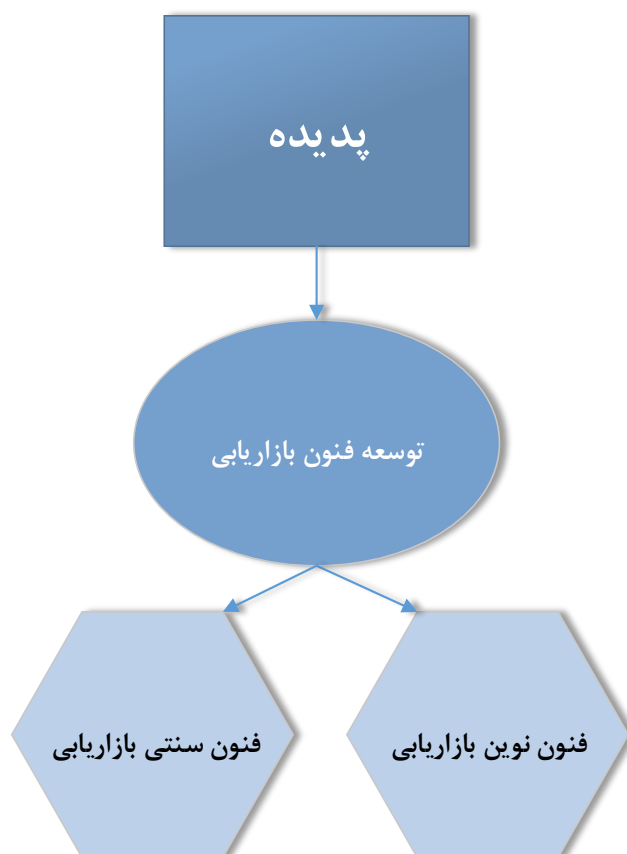 پدیده
توسعه فنون بازاریابی
فنون نوین بازاریابی
فنون سنتی بازاریابی